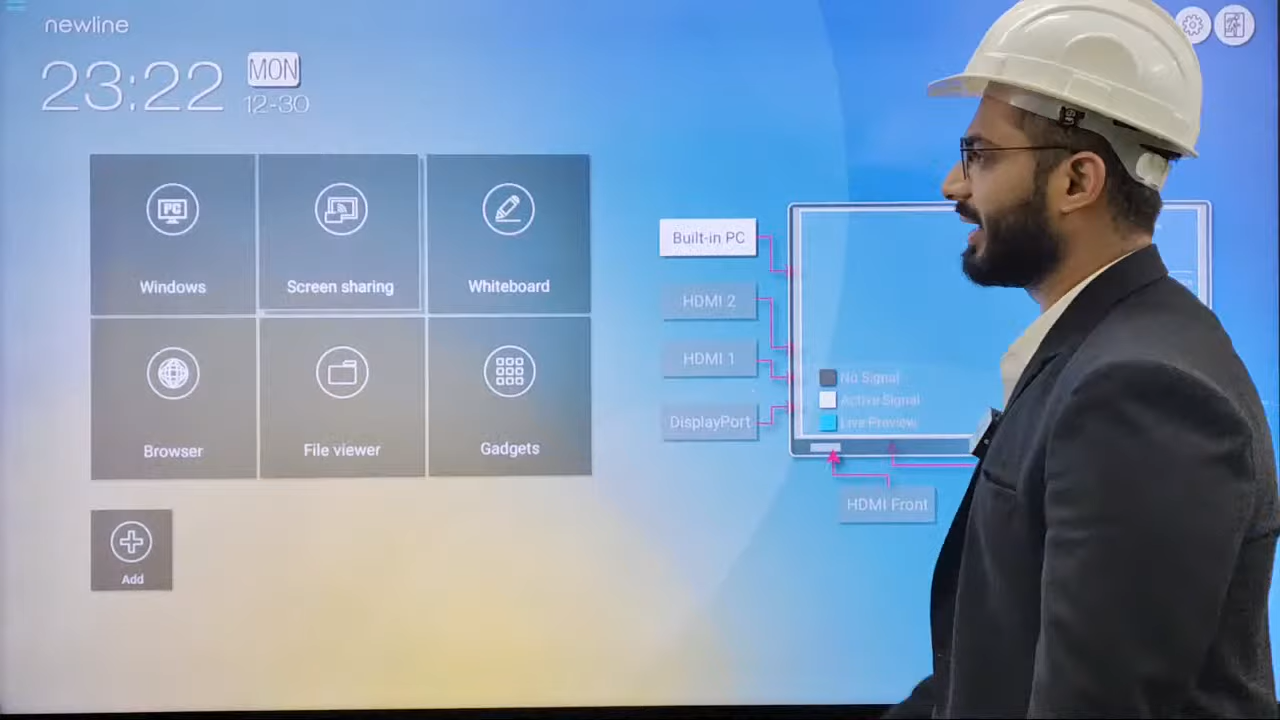 newline
23:22
MON
12-30
PC
Windows
Screen sharing
Whiteboard
Browser
File viewer
Gadgets
Add
Built-in PC
HDMI 2
HDMI 1
DisplayPort
No Signal
Active Signal
Live Preview
HDMI Front